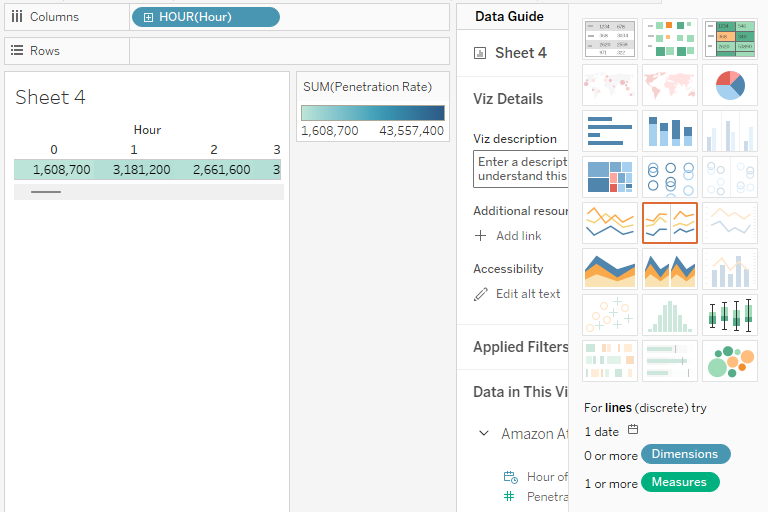 Columns
HOUR(Hour)
Rows
Sheet 4
Hour
0 1 2 3
1,608,700 3,181,200 2,661,600 3
SUM(Penetration Rate)
1,608,700 43,557,400
Data Guide
Sheet 4
Viz Details
Viz description
Enter a descript
understand this
Additional resour
Add link
Accessibility
Edit alt text
Applied Filters
Data in This Vi
Amazon At
Hour of
Penetra
For lines (discrete) try
1 date
0 or more Dimensions
1 or more Measures